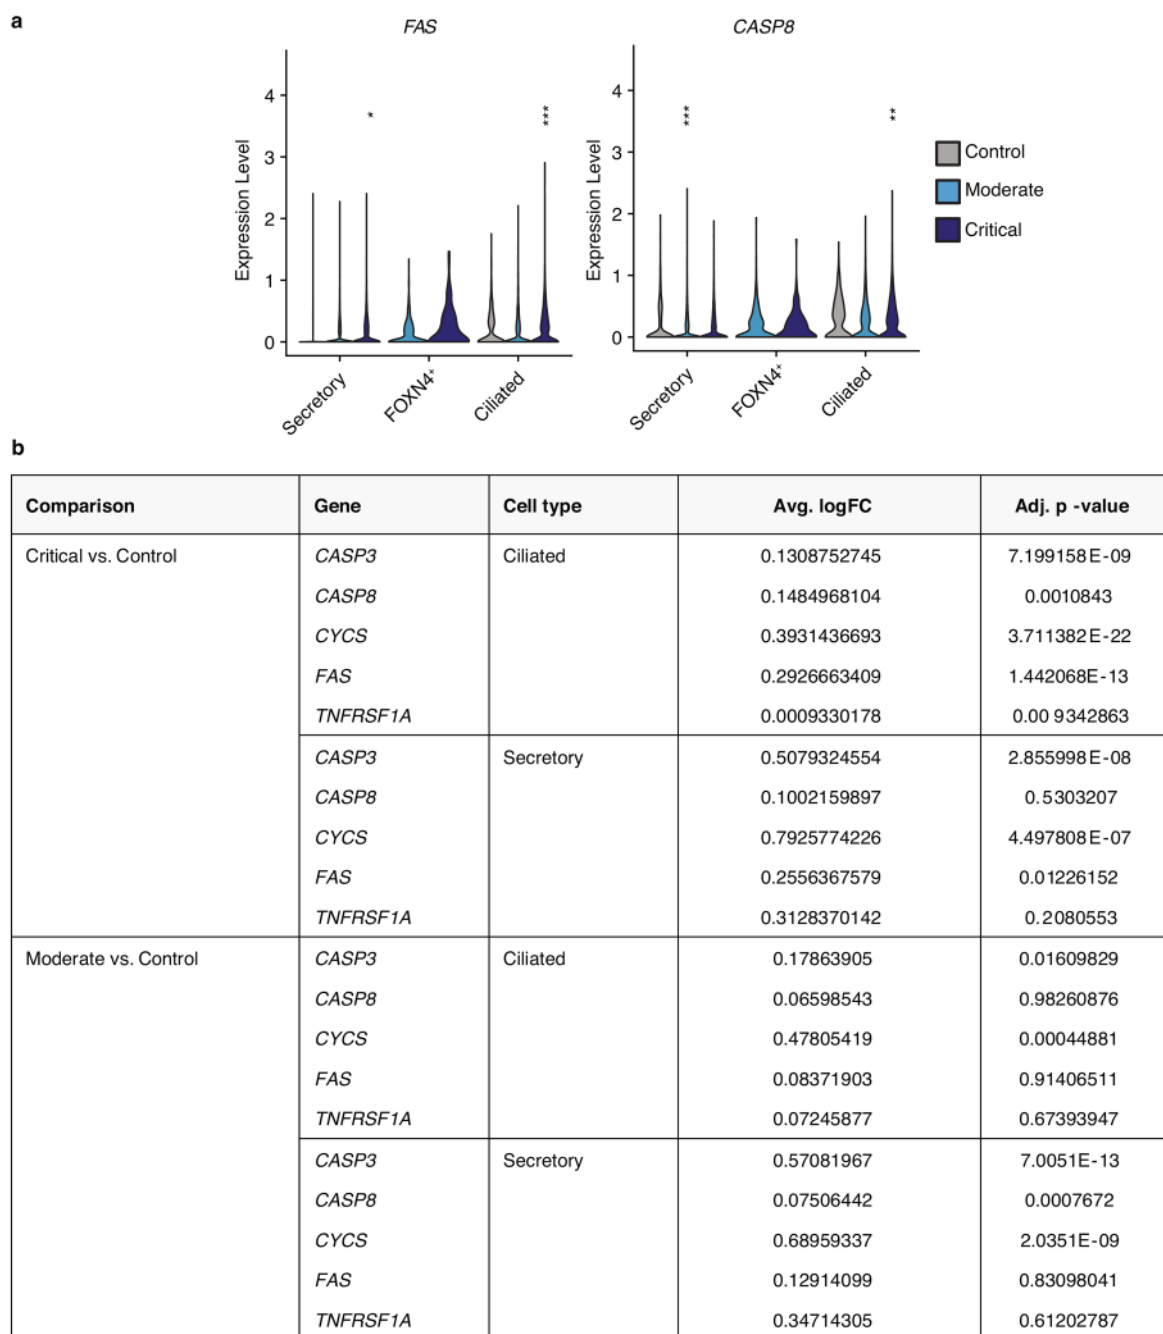 a
FAS
CASP8
4
3
2
1
0
Expression Level
*
***
Secretory
FOXN4+
Ciliated
4
3
2
1
0
Expression Level
***
**
Secretory
FOXN4+
Ciliated
Control
Moderate
Critical
b
Comparison Gene Cell type Avg. logFC Adj. p -value
Critical vs. Control CASP3 Ciliated 0.1308752745 7.199158E-09
CASP8 0.1484968104 0.0010843
CYCS 0.3931436693 3.711382E-22
FAS 0.2926663409 1.442068E-13
TNFRSF1A 0.0009330178 0.00 9342863
CASP3 Secretory 0.5079324554 2.855998E-08
CASP8 0.1002159897 0.5303207
CYCS 0.7925774226 4.497808E-07
FAS 0.2556367579 0.01226152
TNFRSF1A 0.3128370142 0.2080553
Moderate vs. Control CASP3 Ciliated 0.17863905 0.01609829
CASP8 0.06598543 0.98260876
CYCS 0.47805419 0.00044881
FAS 0.08371903 0.91406511
TNFRSF1A 0.07245877 0.67393947
CASP3 Secretory 0.57081967 7.0051E-13
CASP8 0.07506442 0.0007672
CYCS 0.68959337 2.0351E-09
FAS 0.12914099 0.83098041
TNFRSF1A 0.34714305 0.61202787